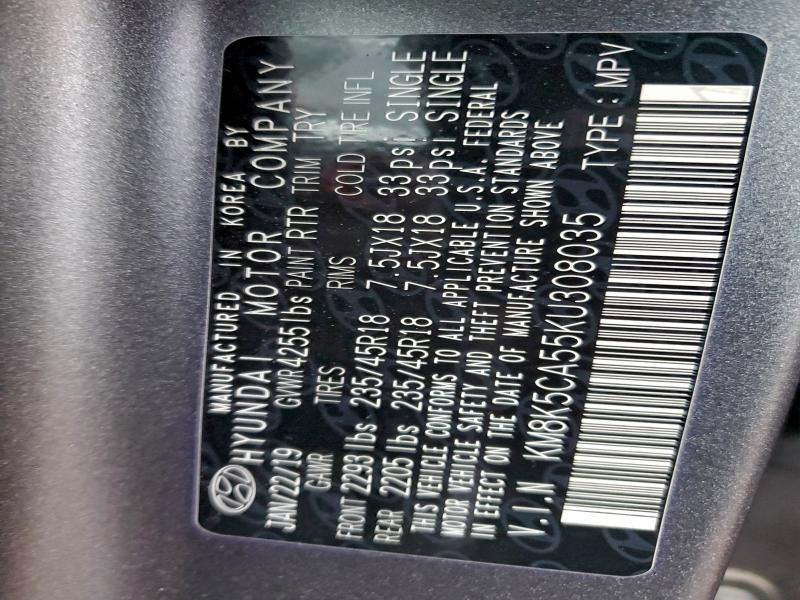 MANUFACTURED IN KOREA BY
HYUNDAI MOTOR COMPANY
JAN/22/19 GVWR4255lbs PAINT RTR TRIM TRY
GAWR TIRES RIMS COLD TIRE INFL
FRONT 2293 lbs 235/45R18 7.5JX18 33psi SINGLE
REAR 2205 lbs 235/45R18 7.5JX18 33psi SINGLE
THIS VEHICLE CONFORMS TO ALL APPLICABLE U.S.A. FEDERAL
MOTOR VEHICLE SAFETY AND THEFT PREVENTION STANDARDS
IN EFFECT ON THE DATE OF MANUFACTURE SHOWN ABOVE
V.I.N KM8K5CA55KU308035 TYPE : MPV